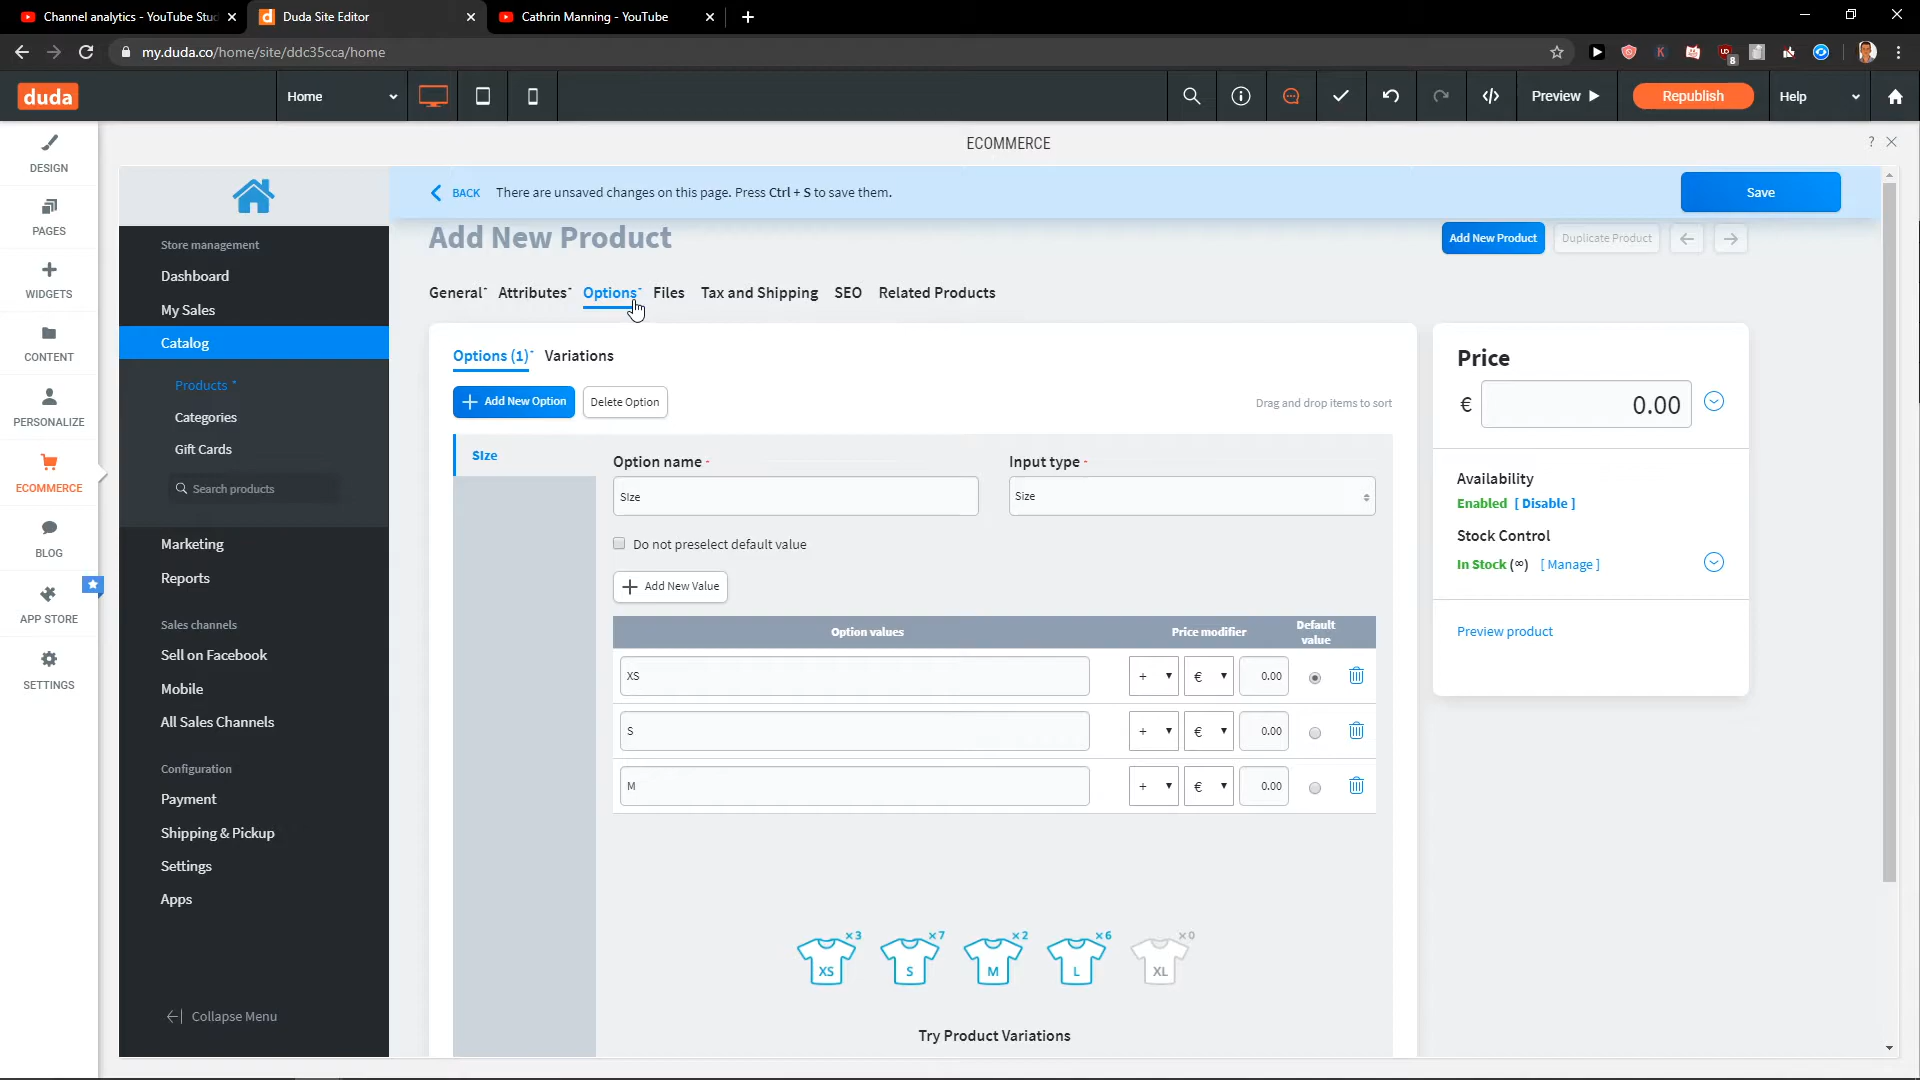 Channel analytics - YouTube Stud
Duda Site Editor
Cathrin Manning - YouTube
my.duda.co/home/site/ddc35cca/home
8
duda
Home
Preview
Republish
Help
ECOMMERCE
?
DESIGN
PAGES
WIDGETS
CONTENT
PERSONALIZE
ECOMMERCE
BLOG
APP STORE
SETTINGS
Store management
Dashboard
My Sales
Catalog
Products *
Categories
Gift Cards
Search products
Marketing
Reports
Sales channels
Sell on Facebook
Mobile
All Sales Channels
Configuration
Payment
Shipping & Pickup
Settings
Apps
Collapse Menu
BACK There are unsaved changes on this page. Press Ctrl + S to save them.
Save
Add New Product
Add New Product
Duplicate Product
General* Attributes* Options* Files Tax and Shipping SEO Related Products
Options (1)* Variations
Add New Option
Delete Option
Drag and drop items to sort
SIze
Option name
Input type
SIze
Size
Do not preselect default value
Add New Value
Option values
Price modifier
Default value
XS + € 0.00
S + € 0.00
M + € 0.00
×3 ×7 ×2 ×6 ×0
XS S M L XL
Try Product Variations
Price
€ 0.00
Availability
Enabled [ Disable ]
Stock Control
In Stock (∞) [ Manage ]
Preview product